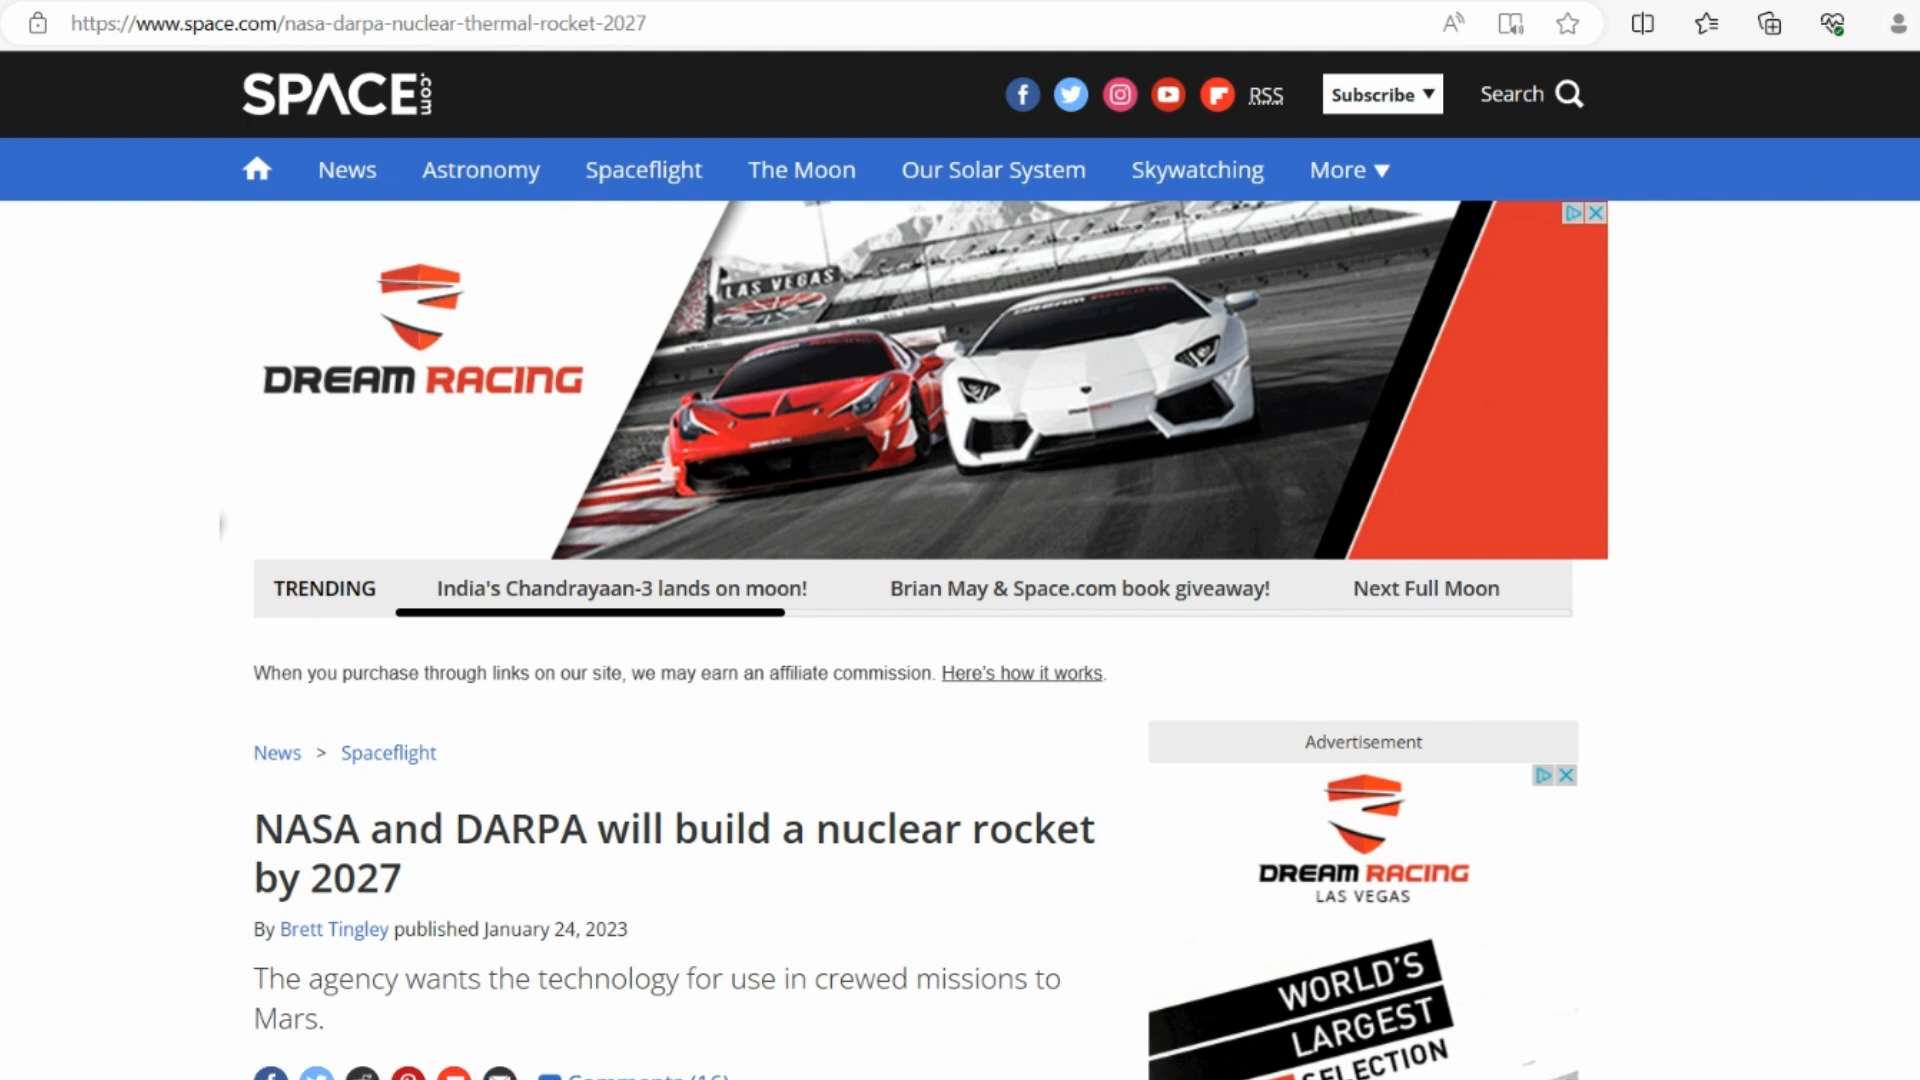 https://www.space.com/nasa-darpa-nuclear-thermal-rocket-2027
SPACE.com
RSS
Subscribe ▼
Search
News
Astronomy
Spaceflight
The Moon
Our Solar System
Skywatching
More ▼
LAS VEGAS
DREAM RACING
DREAM RACING
TRENDING
India's Chandrayaan-3 lands on moon!
Brian May & Space.com book giveaway!
Next Full Moon
When you purchase through links on our site, we may earn an affiliate commission. Here's how it works.
News > Spaceflight
NASA and DARPA will build a nuclear rocket
by 2027
By Brett Tingley published January 24, 2023
The agency wants the technology for use in crewed missions to
Mars.
Comments (16)
Advertisement
DREAM RACING
LAS VEGAS
WORLD'S
LARGEST
SELECTION